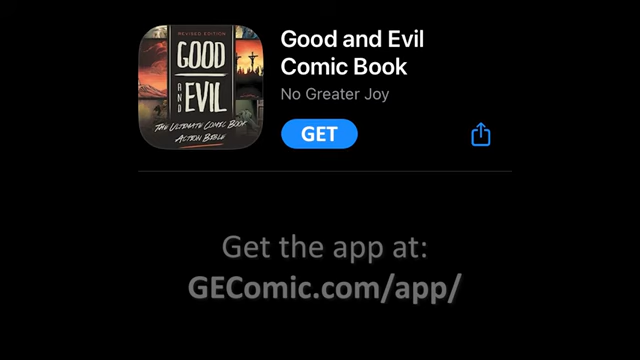 REVISED EDITION
GOOD
AND
EVIL
THE ULTIMATE COMIC BOOK
ACTION BIBLE
Good and Evil
Comic Book
No Greater Joy
GET
Get the app at:
GEComic.com/app/